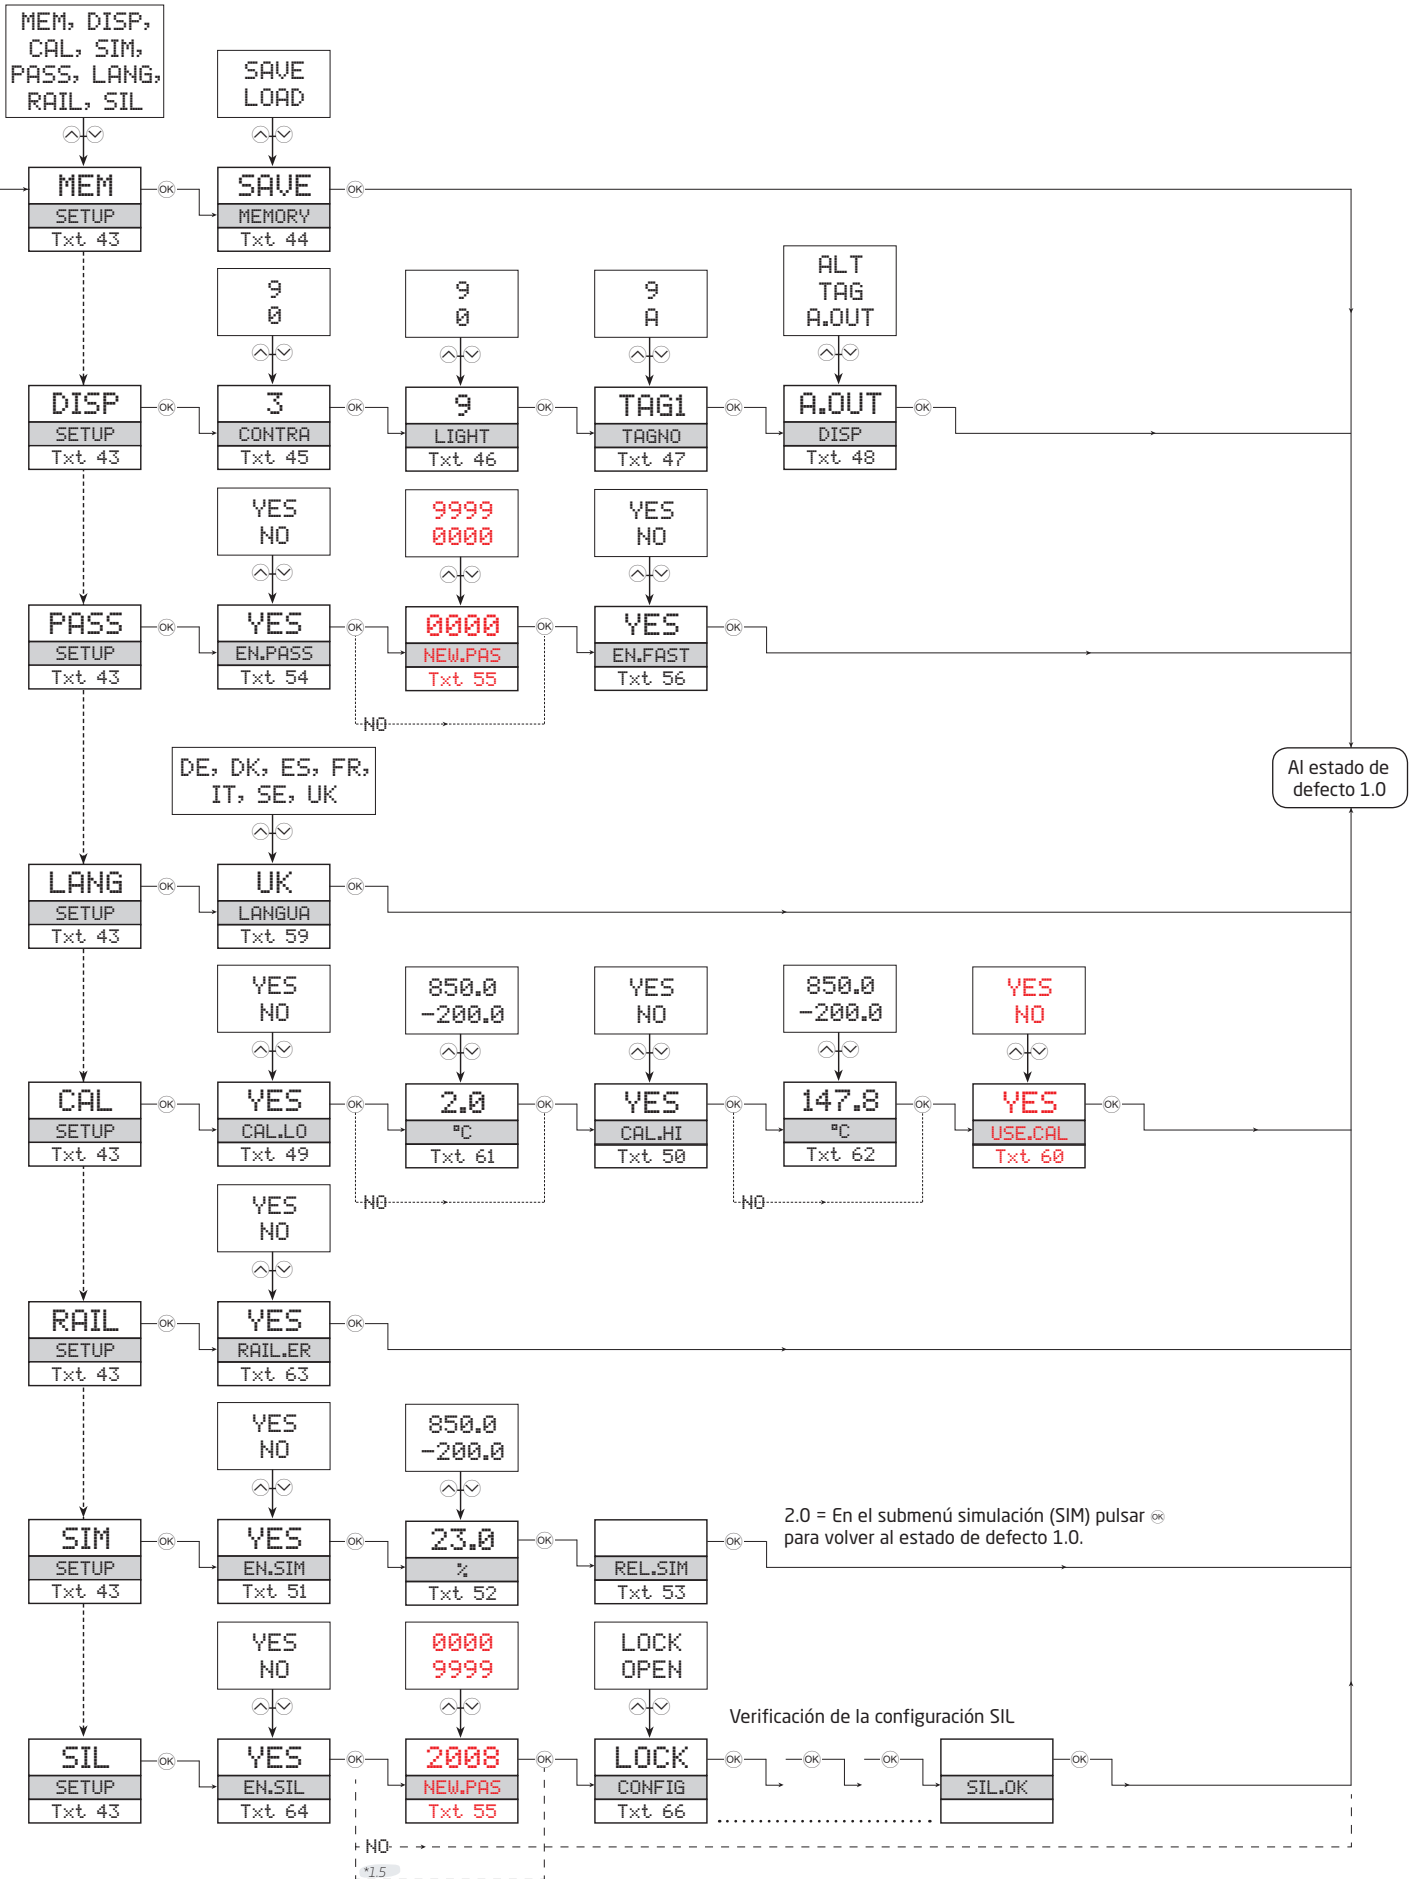 MEM, DISP,
CAL, SIM,
PASS, LANG,
RAIL, SIL
SAVE
LOAD
MEM
SETUP
Txt 43
OK
SAVE
MEMORY
Txt 44
OK
9
0
9
0
9
A
ALT
TAG
A.OUT
DISP
SETUP
Txt 43
OK
3
CONTRA
Txt 45
OK
9
LIGHT
Txt 46
OK
TAG1
TAGNO
Txt 47
OK
A.OUT
DISP
Txt 48
OK
YES
NO
9999
0000
YES
NO
PASS
SETUP
Txt 43
OK
YES
EN.PASS
Txt 54
OK
0000
NEW.PAS
Txt 55
OK
YES
EN.FAST
Txt 56
OK
NO
DE, DK, ES, FR,
IT, SE, UK
Al estado de
defecto 1.0
LANG
SETUP
Txt 43
OK
UK
LANGUA
Txt 59
OK
YES
NO
850.0
-200.0
YES
NO
850.0
-200.0
YES
NO
CAL
SETUP
Txt 43
OK
YES
CAL.LO
Txt 49
OK
2.0
°C
Txt 61
OK
YES
CAL.HI
Txt 50
OK
147.8
°C
Txt 62
OK
YES
USE.CAL
Txt 60
OK
NO
NO
YES
NO
RAIL
SETUP
Txt 43
OK
YES
RAIL.ER
Txt 63
OK
YES
NO
850.0
-200.0
SIM
SETUP
Txt 43
OK
YES
EN.SIM
Txt 51
OK
23.0
%
Txt 52
OK
REL.SIM
Txt 53
OK
2.0 = En el submenú simulación (SIM) pulsar OK
para volver al estado de defecto 1.0.
YES
NO
0000
9999
LOCK
OPEN
Verificación de la configuración SIL
SIL
SETUP
Txt 43
OK
YES
EN.SIL
Txt 64
OK
2008
NEW.PAS
Txt 55
OK
LOCK
CONFIG
Txt 66
OK
OK
OK
SIL.OK
OK
NO
*1.5